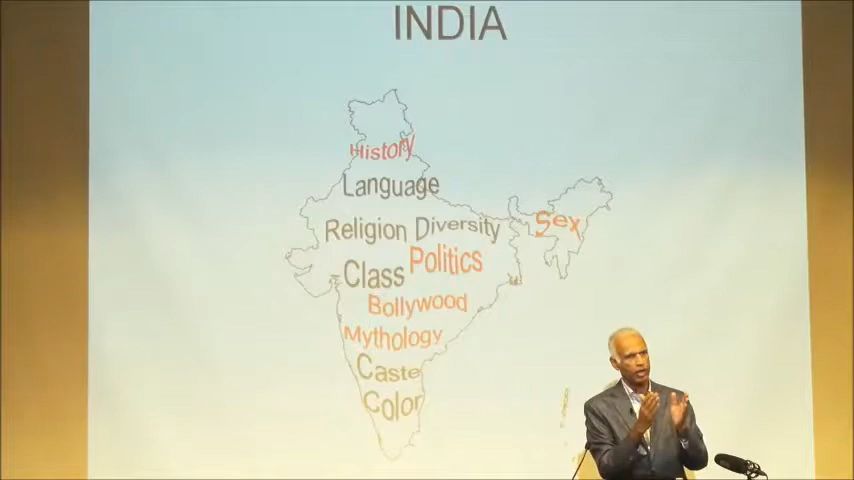 INDIA
History
Language
Religion Diversity
Sex
Class Politics
Bollywood
Mythology
Caste
Color